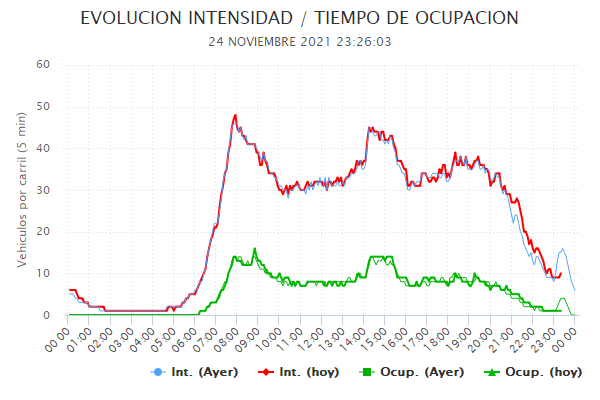 EVOLUCION INTENSIDAD / TIEMPO DE OCUPACION
24 NOVIEMBRE 2021 23:26:03
Vehiculos por carril (5 min)
60
50
40
30
20
10
0
00:00 01:00 02:00 03:00 04:00 05:00 06:00 07:00 08:00 09:00 10:00 11:00 12:00 13:00 14:00 15:00 16:00 17:00 18:00 19:00 20:00 21:00 22:00 23:00 00:00
Int. (Ayer) Int. (hoy) Ocup. (Ayer) Ocup. (hoy)